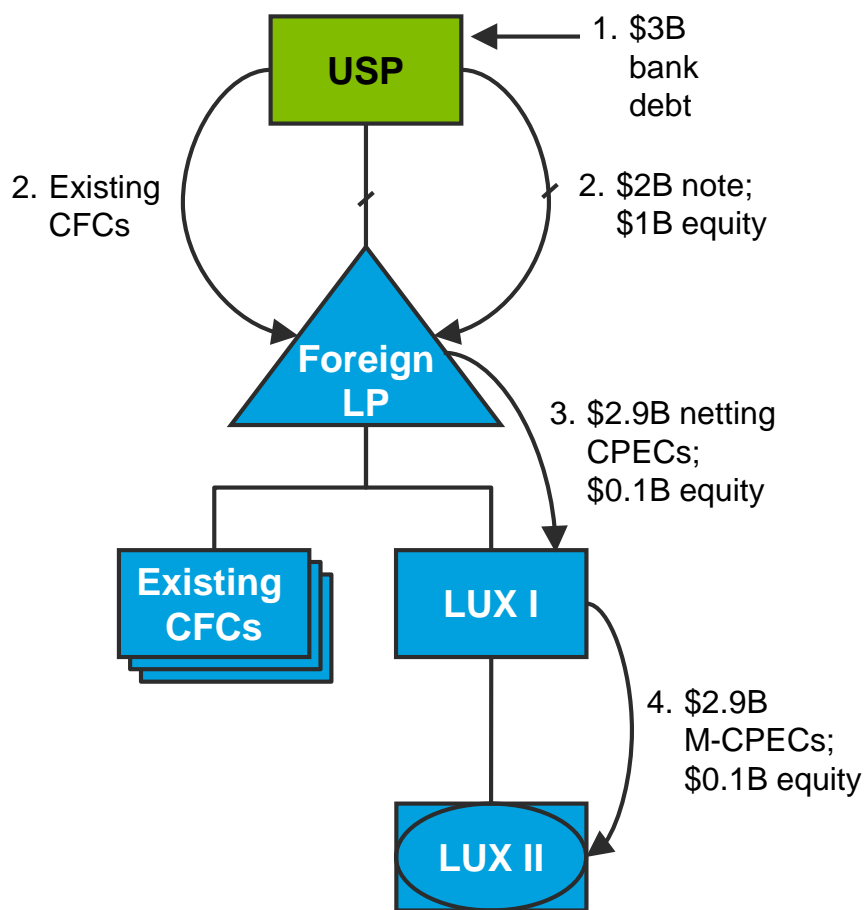 USP
1. $3B
bank
debt
2. Existing
CFCs
2. $2B note;
$1B equity
Foreign
LP
3. $2.9B netting
CPECs;
$0.1B equity
Existing
CFCs
LUX I
4. $2.9B
M-CPECs;
$0.1B equity
LUX II